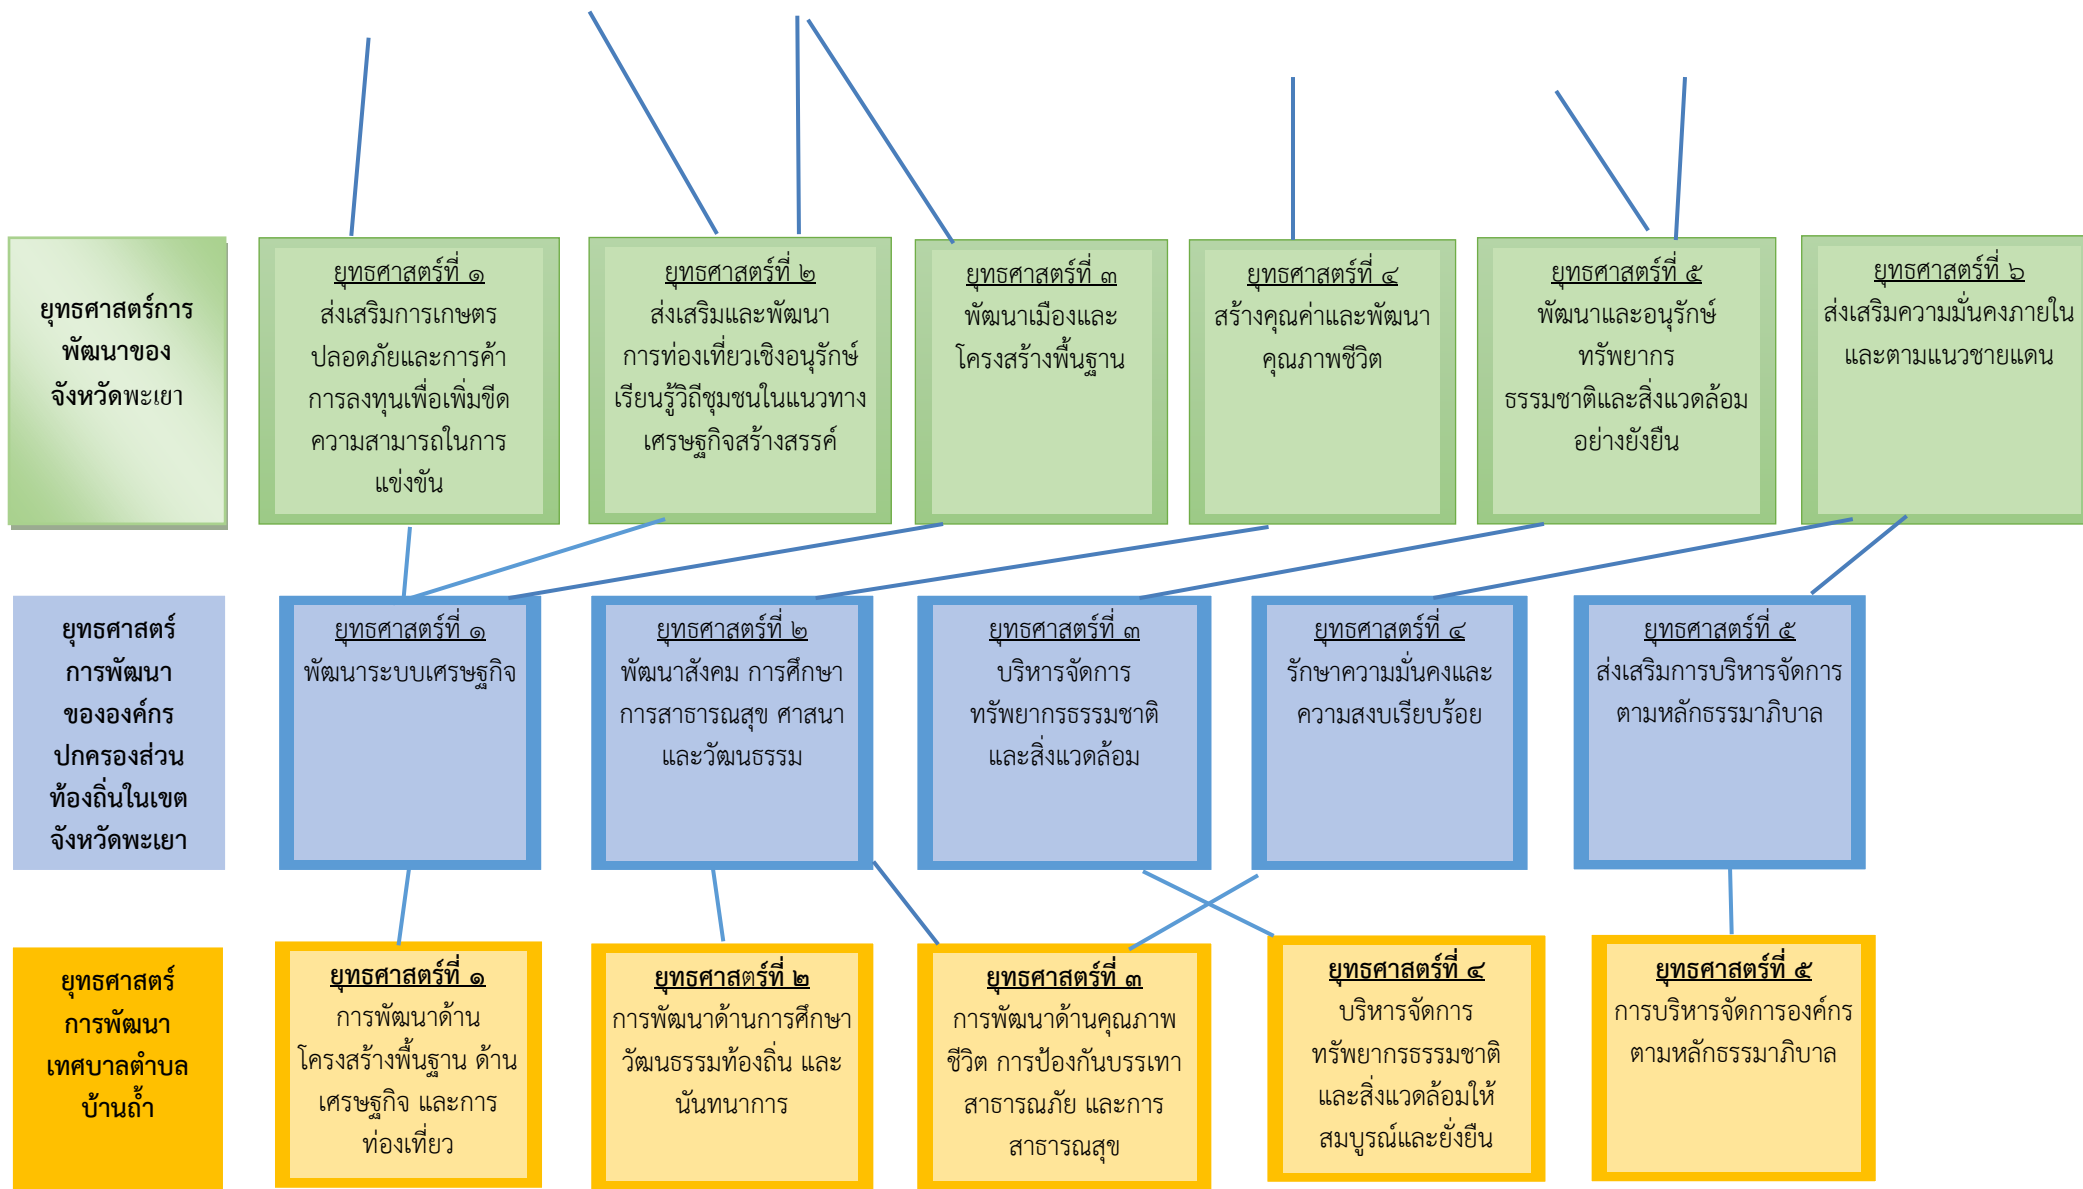 ยุทธศาสตร์การ
พัฒนาของ
จังหวัดพะเยา
ยุทธศาสตร์ที่ ๑
ส่งเสริมการเกษตร
ปลอดภัยและการค้า
การลงทุนเพื่อเพิ่มขีด
ความสามารถในการ
แข่งขัน
ยุทธศาสตร์ที่ ๒
ส่งเสริมและพัฒนา
การท่องเที่ยวเชิงอนุรักษ์
เรียนรู้วิถีชุมชนในแนวทาง
เศรษฐกิจสร้างสรรค์
ยุทธศาสตร์ที่ ๓
พัฒนาเมืองและ
โครงสร้างพื้นฐาน
ยุทธศาสตร์ที่ ๔
สร้างคุณค่าและพัฒนา
คุณภาพชีวิต
ยุทธศาสตร์ที่ ๕
พัฒนาและอนุรักษ์
ทรัพยากร
ธรรมชาติและสิ่งแวดล้อม
อย่างยังยืน
ยุทธศาสตร์ที่ ๖
ส่งเสริมความมั่นคงภายใน
และตามแนวชายแดน
ยุทธศาสตร์
การพัฒนา
ขององค์กร
ปกครองส่วน
ท้องถิ่นในเขต
จังหวัดพะเยา
ยุทธศาสตร์ที่ ๑
พัฒนาระบบเศรษฐกิจ
ยุทธศาสตร์ที่ ๒
พัฒนาสังคม การศึกษา
การสาธารณสุข ศาสนา
และวัฒนธรรม
ยุทธศาสตร์ที่ ๓
บริหารจัดการ
ทรัพยากรธรรมชาติ
และสิ่งแวดล้อม
ยุทธศาสตร์ที่ ๔
รักษาความมั่นคงและ
ความสงบเรียบร้อย
ยุทธศาสตร์ที่ ๕
ส่งเสริมการบริหารจัดการ
ตามหลักธรรมาภิบาล
ยุทธศาสตร์
การพัฒนา
เทศบาลตำบล
บ้านถ้ำ
ยุทธศาสตร์ที่ ๑
การพัฒนาด้าน
โครงสร้างพื้นฐาน ด้าน
เศรษฐกิจ และการ
ท่องเที่ยว
ยุทธศาสตร์ที่ ๒
การพัฒนาด้านการศึกษา
วัฒนธรรมท้องถิ่น และ
นันทนาการ
ยุทธศาสตร์ที่ ๓
การพัฒนาด้านคุณภาพ
ชีวิต การป้องกันบรรเทา
สาธารณภัย และการ
สาธารณสุข
ยุทธศาสตร์ที่ ๔
บริหารจัดการ
ทรัพยากรธรรมชาติ
และสิ่งแวดล้อมให้
สมบูรณ์และยั่งยืน
ยุทธศาสตร์ที่ ๕
การบริหารจัดการองค์กร
ตามหลักธรรมาภิบาล